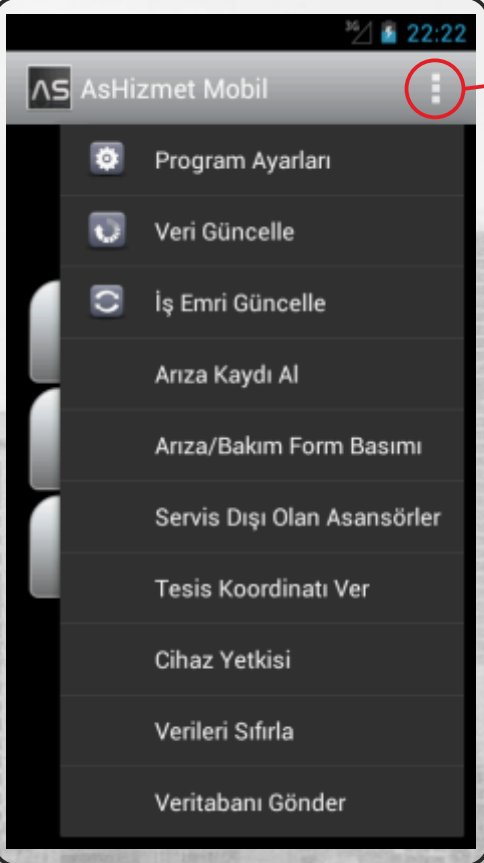 3G 22:22
AS AsHizmet Mobil
Program Ayarları
Veri Güncelle
İş Emri Güncelle
Arıza Kaydı Al
Arıza/Bakım Form Basımı
Servis Dışı Olan Asansörler
Tesis Koordinatı Ver
Cihaz Yetkisi
Verileri Sıfırla
Veritabanı Gönder